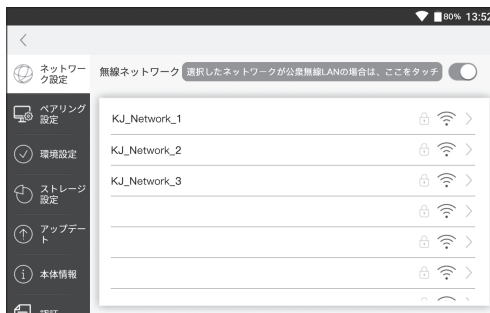 80% 13:52
ネットワー
ク設定
無線ネットワーク
選択したネットワークが公衆無線LANの場合は、ここをタッチ
ペアリング
設定
環境設定
ストレージ
設定
アップデー
ト
本体情報
KJ_Network_1
KJ_Network_2
KJ_Network_3